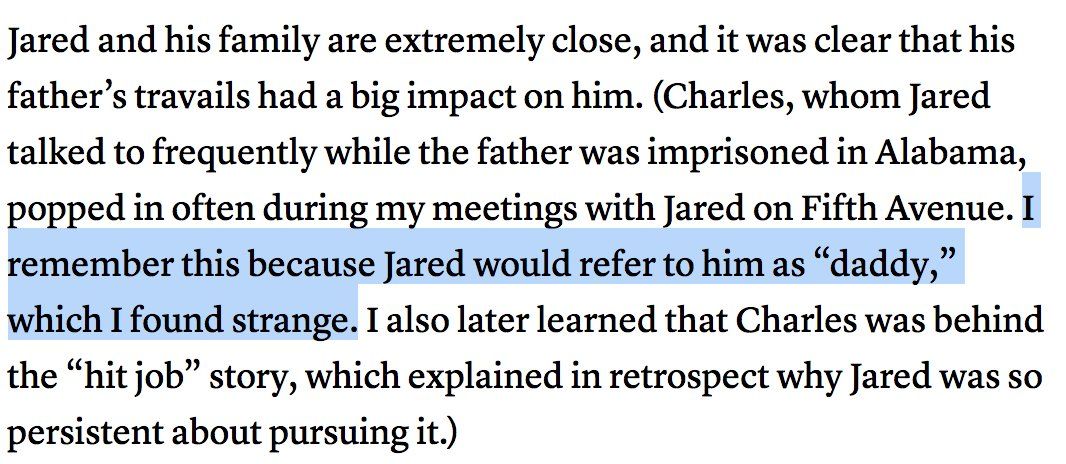 Jared and his family are extremely close, and it was clear that his
father’s travails had a big impact on him. (Charles, whom Jared
talked to frequently while the father was imprisoned in Alabama,
popped in often during my meetings with Jared on Fifth Avenue. I
remember this because Jared would refer to him as “daddy,”
which I found strange. I also later learned that Charles was behind
the “hit job” story, which explained in retrospect why Jared was so
persistent about pursuing it.)